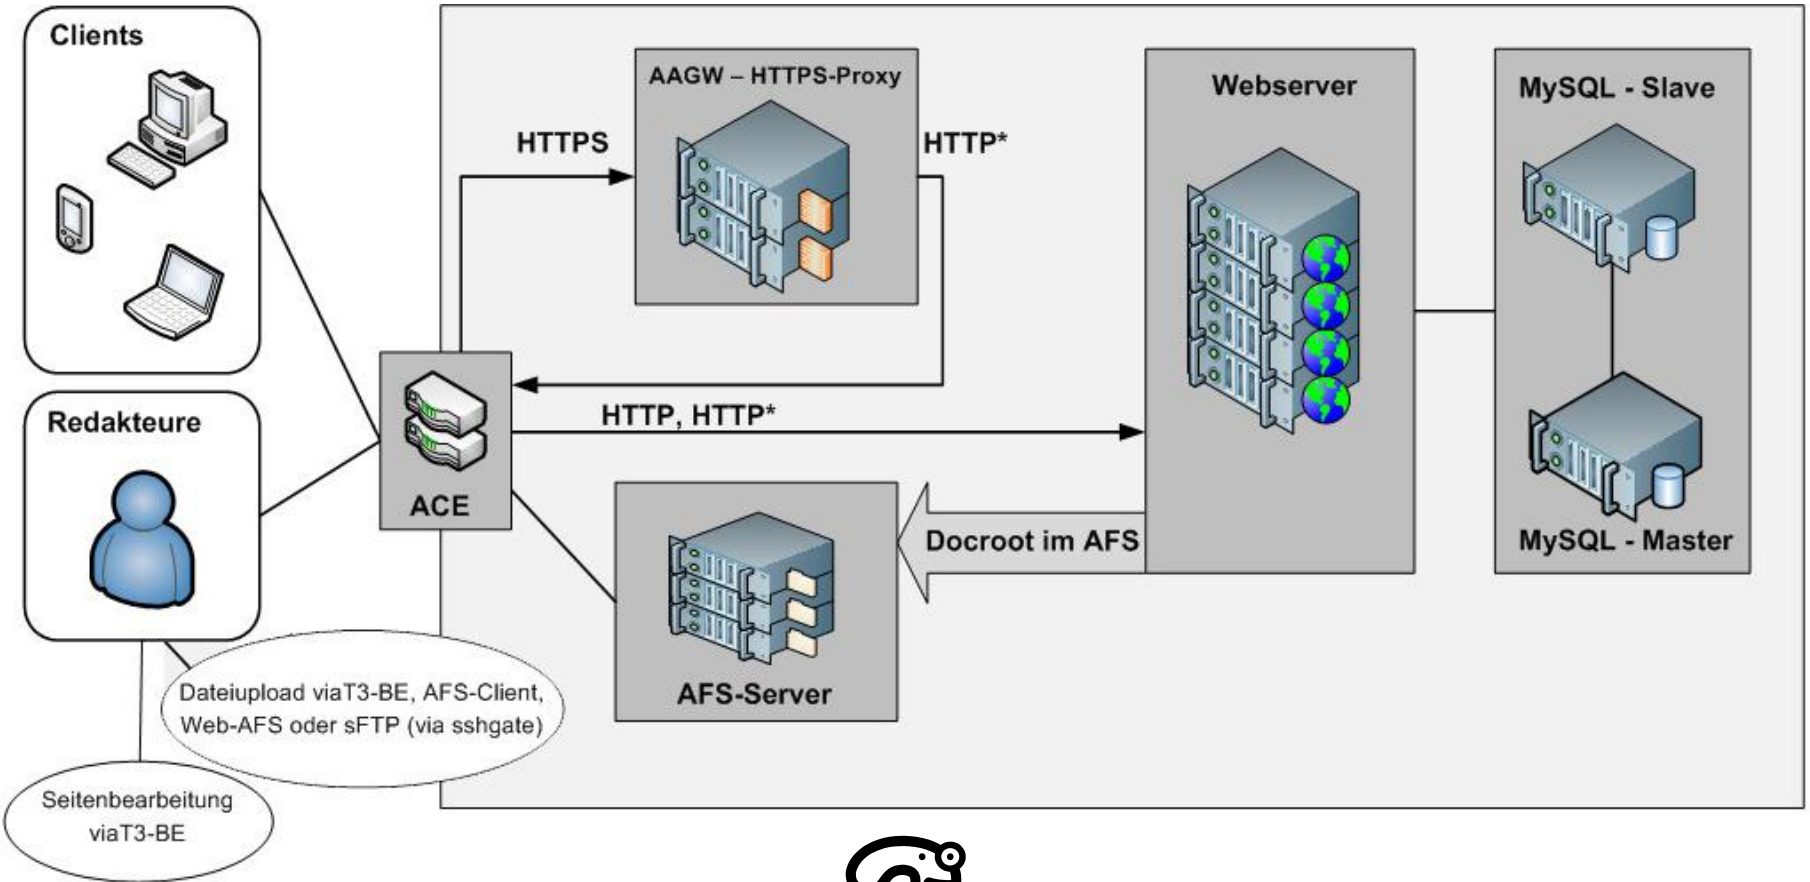 Clients
AAGW – HTTPS-Proxy
Webserver
MySQL - Slave
HTTPS
HTTP*
Redakteure
HTTP, HTTP*
ACE
Docroot im AFS
MySQL - Master
AFS-Server
Dateiupload viaT3-BE, AFS-Client,
Web-AFS oder sFTP (via sshgate)
Seitenbearbeitung
viaT3-BE